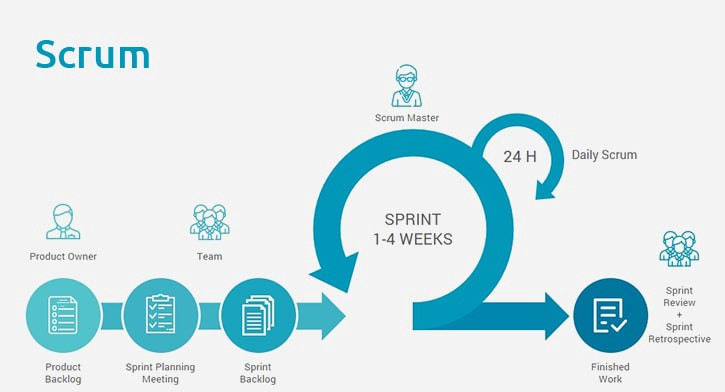 Scrum
Scrum Master
24 H
Daily Scrum
SPRINT
1-4 WEEKS
Product Owner
Team
Sprint
Review
+
Sprint
Retrospective
Product
Backlog
Sprint Planning
Meeting
Sprint
Backlog
Finished
Work